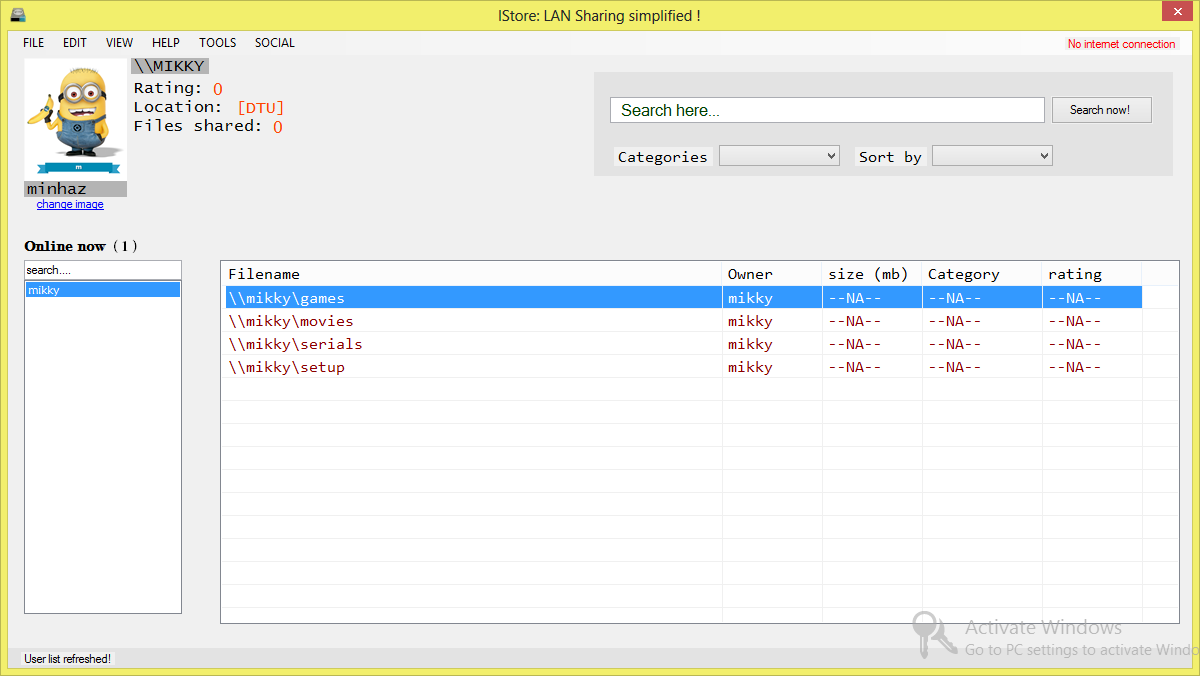 IStore: LAN Sharing simplified !
FILE EDIT VIEW HELP TOOLS SOCIAL
No internet connection
\\MIKKY
Rating: 0
Location: [DTU]
Files shared: 0
m
minhaz
change image
Search here...
Search now!
Categories
Sort by
Online now (1)
search....
mikky
Filename Owner size (mb) Category rating
\\mikky\games mikky --NA-- --NA-- --NA--
\\mikky\movies mikky --NA-- --NA-- --NA--
\\mikky\serials mikky --NA-- --NA-- --NA--
\\mikky\setup mikky --NA-- --NA-- --NA--
Activate Windows
Go to PC settings to activate Windo
User list refreshed!